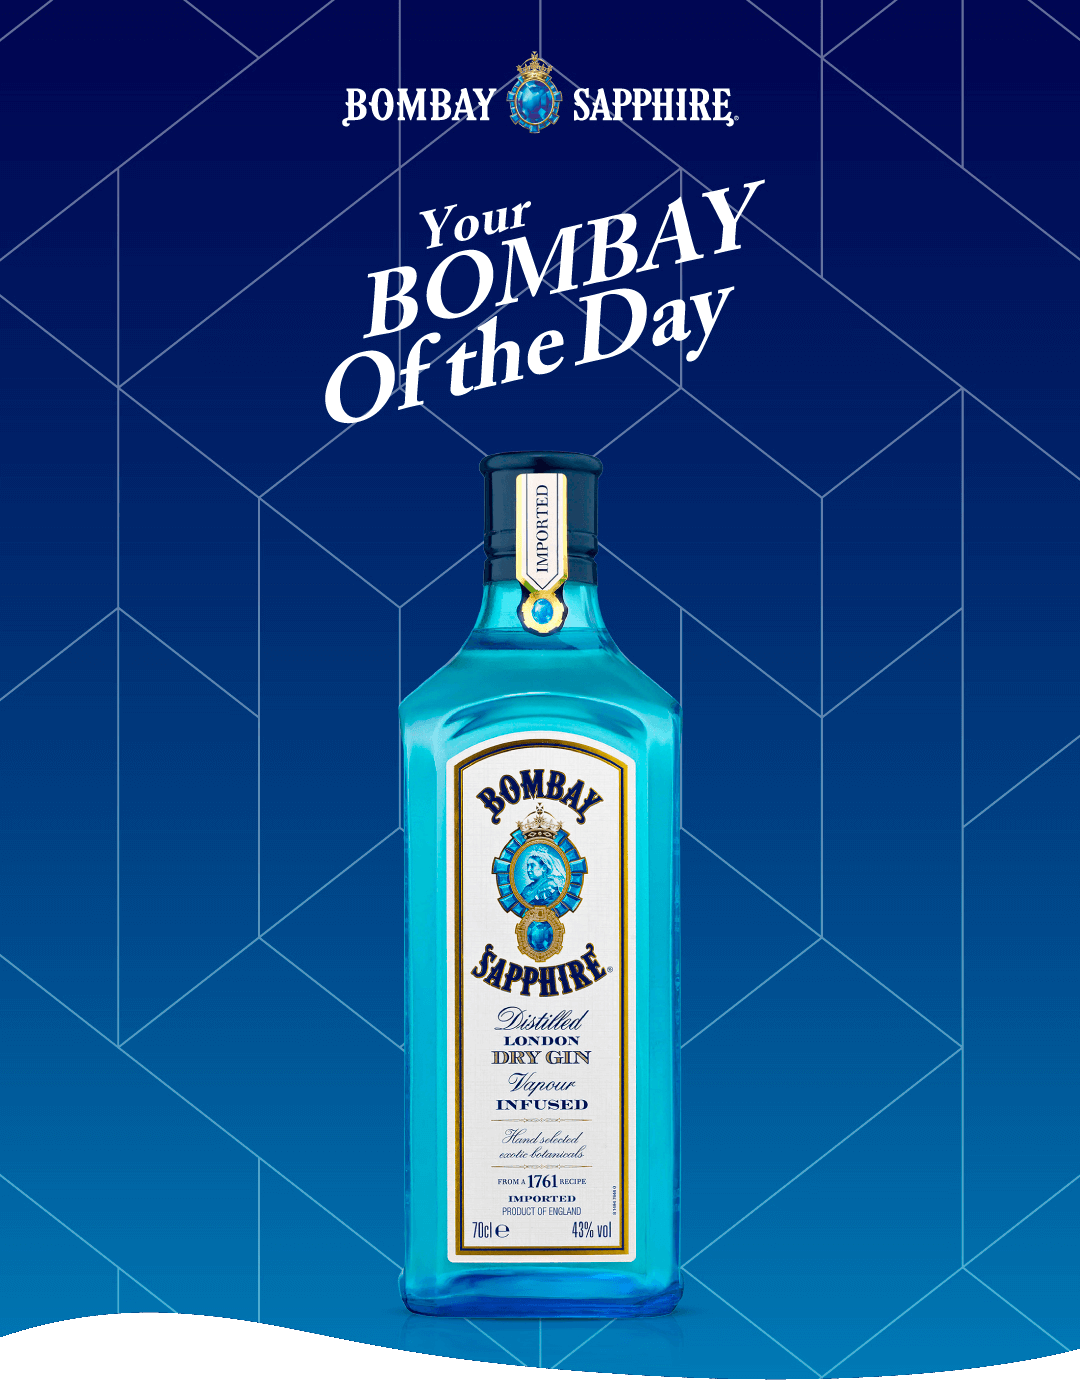 BOMBAY SAPPHIRE®
Your
BOMBAY
Of the Day
IMPORTED
BOMBAY
SAPPHIRE®
Distilled
LONDON
DRY GIN
Vapour
INFUSED
Hand selected
exotic botanicals
FROM A 1761 RECIPE
IMPORTED
PRODUCT OF ENGLAND
70cl ℮ 43% vol